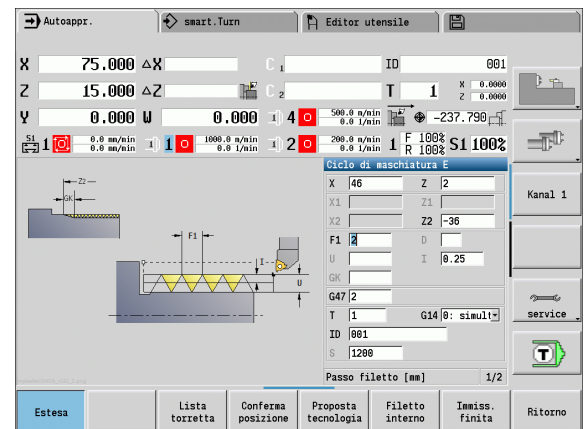 Autoappr. smart.Turn Editor utensile
X 75.000 ΔX C 1 ID 001
Z 15.000 ΔZ C 2 T 1 X 0.0000 Z 0.0000
Y 0.000 W 0.000 4 500.0 m/min 0.0 1/min -237.790
S1 1 0.0 mm/min 0.0 mm/min 1 1000.0 m/min 0.0 1/min 2 200.0 m/min 0.0 1/min 1 F 100% R 100% S1 100%
Ciclo di maschiatura E
X 46 Z 2
X1 Z1
X2 Z2 -36
F1 2 D
U I 0.25
GK
G47 2
T 1 G14 0: simult
ID 001
S 1200
Passo filetto [mm] 1/2
Z2
GK
F1
I
U
Kanal 1
service
T
Estesa
Lista torretta
Conferma posizione
Proposta tecnologia
Filetto interno
Immiss. finita
Ritorno